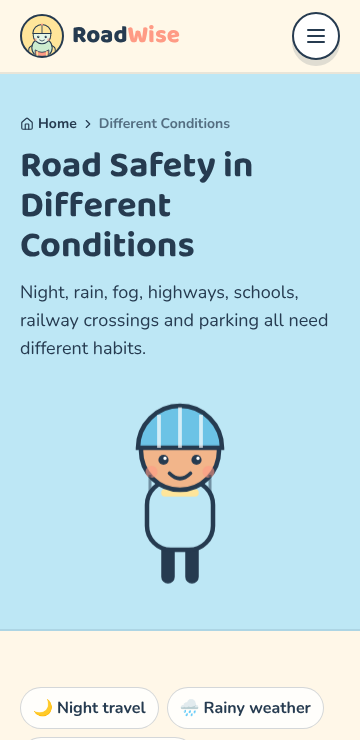 RoadWise
Home > Different Conditions
Road Safety in
Different
Conditions
Night, rain, fog, highways, schools,
railway crossings and parking all need
different habits.
🌙 Night travel
🌧️ Rainy weather